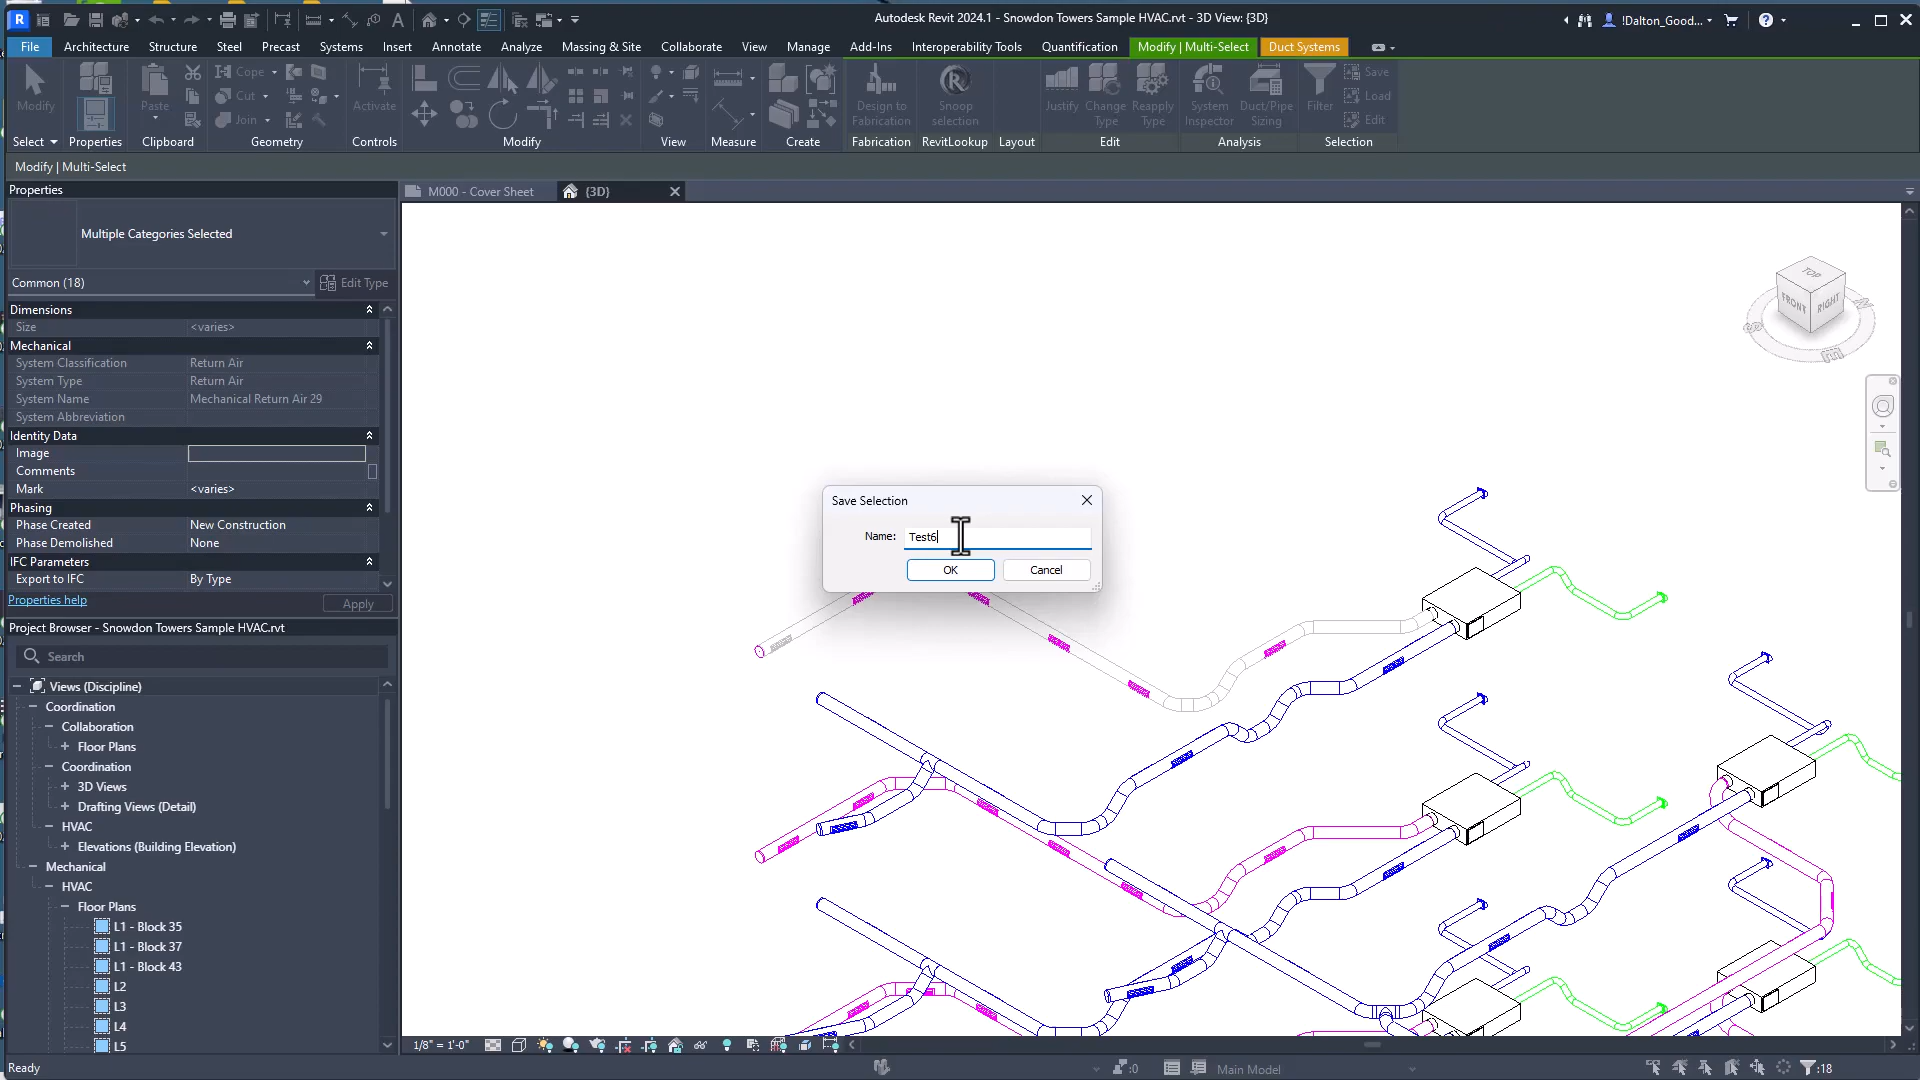 R
A
Autodesk Revit 2024.1 - Snowdon Towers Sample HVAC.rvt - 3D View: {3D}
!Dalton_Good...
File Architecture Structure Steel Precast Systems Insert Annotate Analyze Massing & Site Collaborate View Manage Add-Ins Interoperability Tools Quantification Modify | Multi-Select Duct Systems
Modify
Paste
Cope
Cut
Join
Activate
Design to
Fabrication
Snoop
selection
Justify
Change
Type
Reapply
Type
System
Inspector
Duct/Pipe
Sizing
Filter
Save
Load
Edit
Select Properties Clipboard Geometry Controls Modify View Measure Create Fabrication RevitLookup Layout Edit Analysis Selection
Modify | Multi-Select
Properties
M000 - Cover Sheet
{3D}
Multiple Categories Selected
Common (18)
Edit Type
Dimensions
Size <varies>
Mechanical
System Classification Return Air
System Type Return Air
System Name Mechanical Return Air 29
System Abbreviation
Identity Data
Image
Comments
Mark <varies>
Phasing
Phase Created New Construction
Phase Demolished None
IFC Parameters
Export to IFC By Type
Properties help
Apply
Project Browser - Snowdon Towers Sample HVAC.rvt
Search
Views (Discipline)
Coordination
Collaboration
Floor Plans
Coordination
3D Views
Drafting Views (Detail)
HVAC
Elevations (Building Elevation)
Mechanical
HVAC
Floor Plans
L1 - Block 35
L1 - Block 37
L1 - Block 43
L2
L3
L4
L5
TOP
FRONT
RIGHT
S
E
N
Save Selection
Name: Test6
OK
Cancel
1/8" = 1'-0"
Ready
:0
Main Model
:18